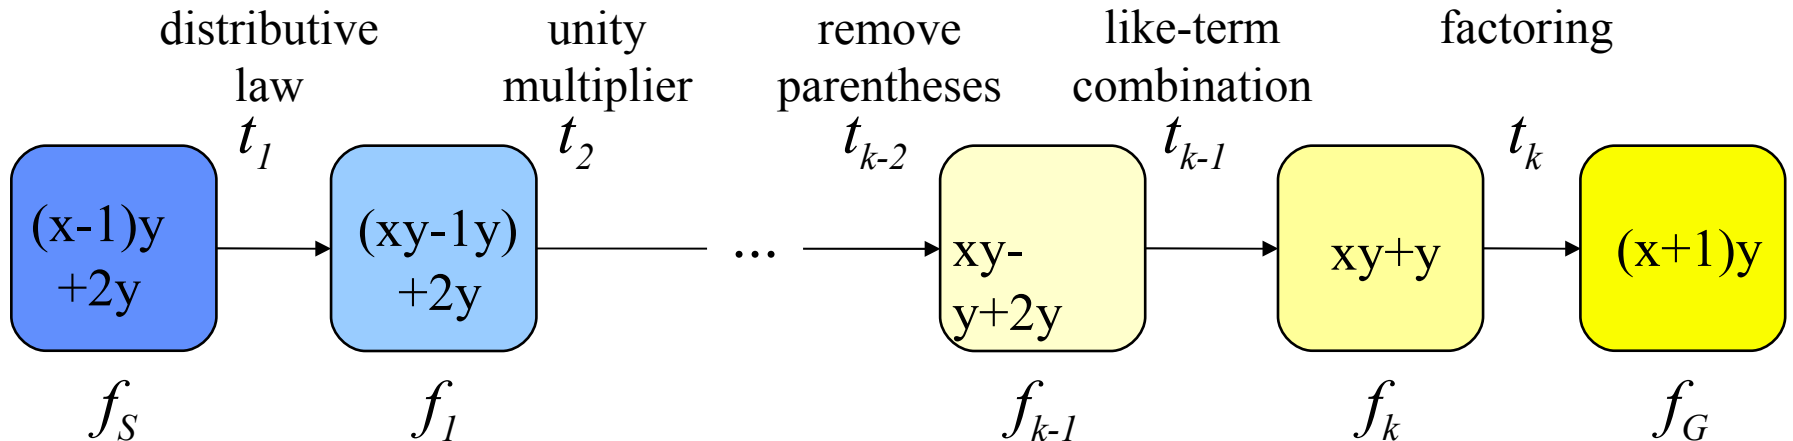 distributive law
unity multiplier
remove parentheses
like-term combination
factoring
t1
t2
tk-2
tk-1
tk
(x-1)y
+2y
(xy-1y)
+2y
...
xy-
y+2y
xy+y
(x+1)y
fS
f1
fk-1
fk
fG